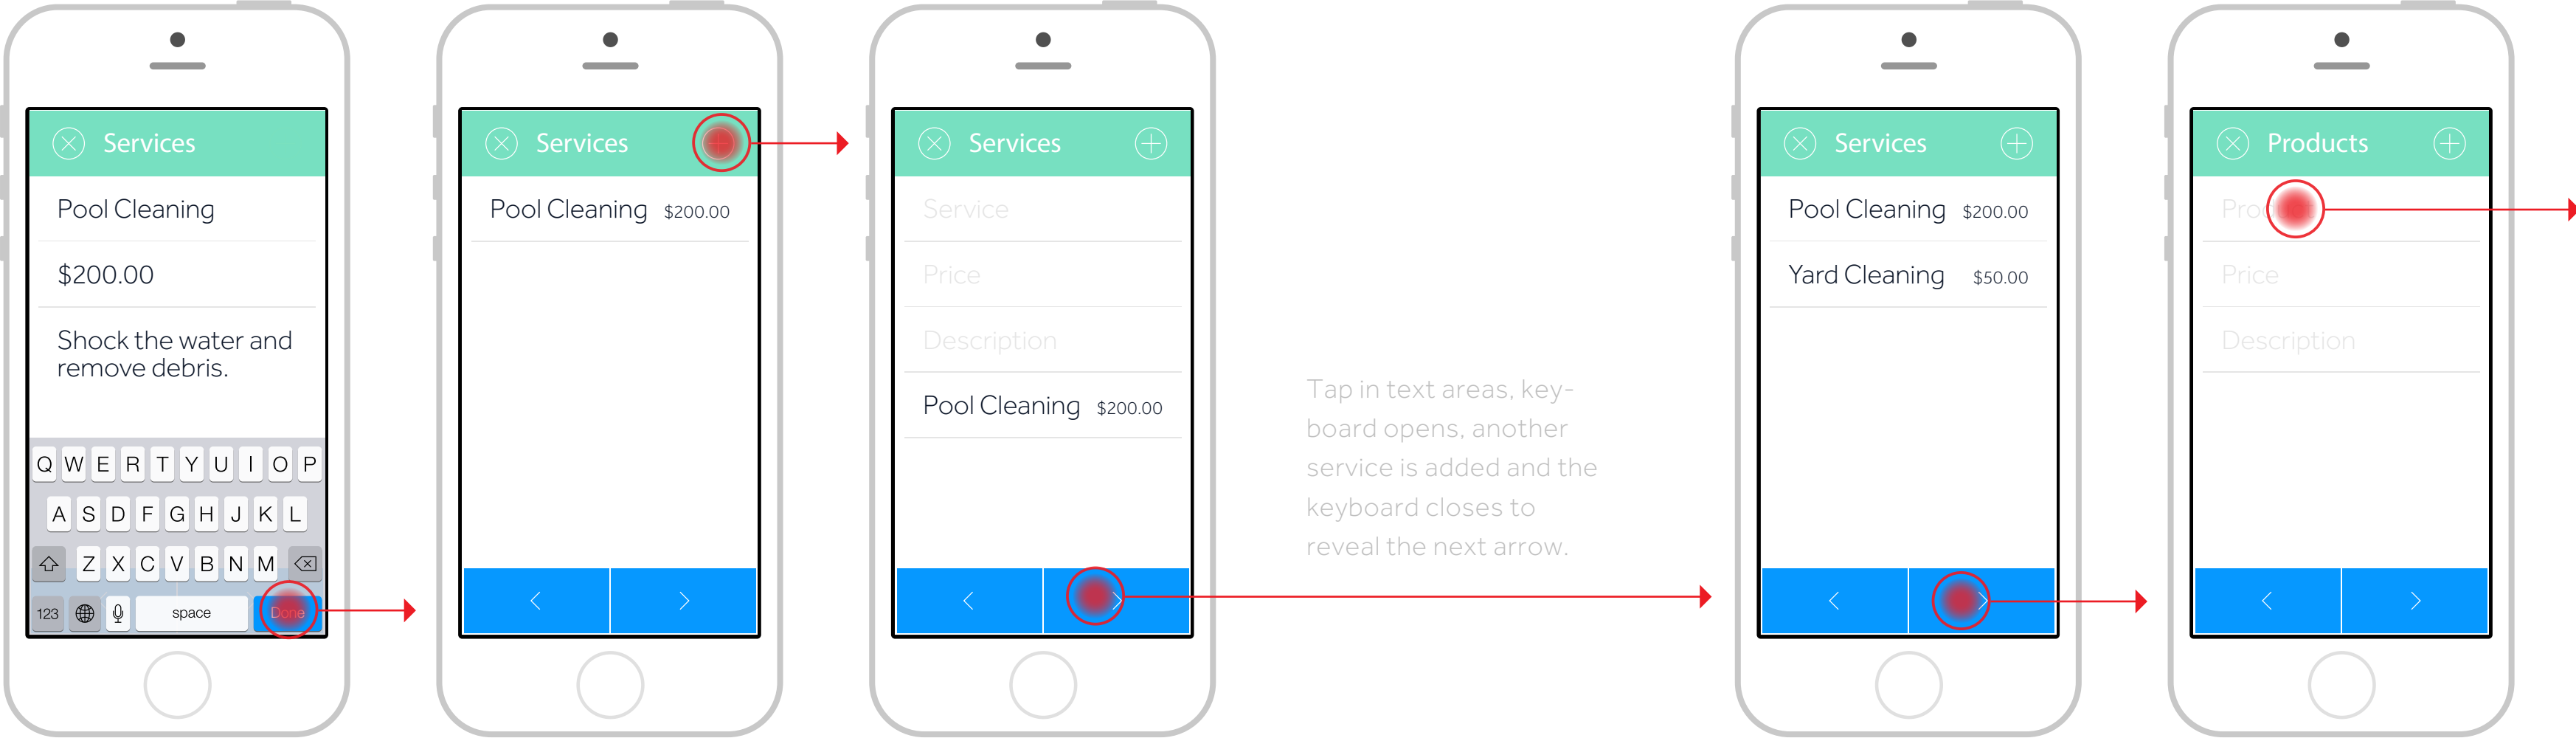 Services
Pool Cleaning
$200.00
Shock the water and
remove debris.
Q W E R T Y U I O P
A S D F G H J K L
Z X C V B N M
123 space Done
Services
Pool Cleaning $200.00
Services
Service
Price
Description
Pool Cleaning $200.00
Tap in text areas, key-
board opens, another
service is added and the
keyboard closes to
reveal the next arrow.
Services
Pool Cleaning $200.00
Yard Cleaning $50.00
Products
Price
Description